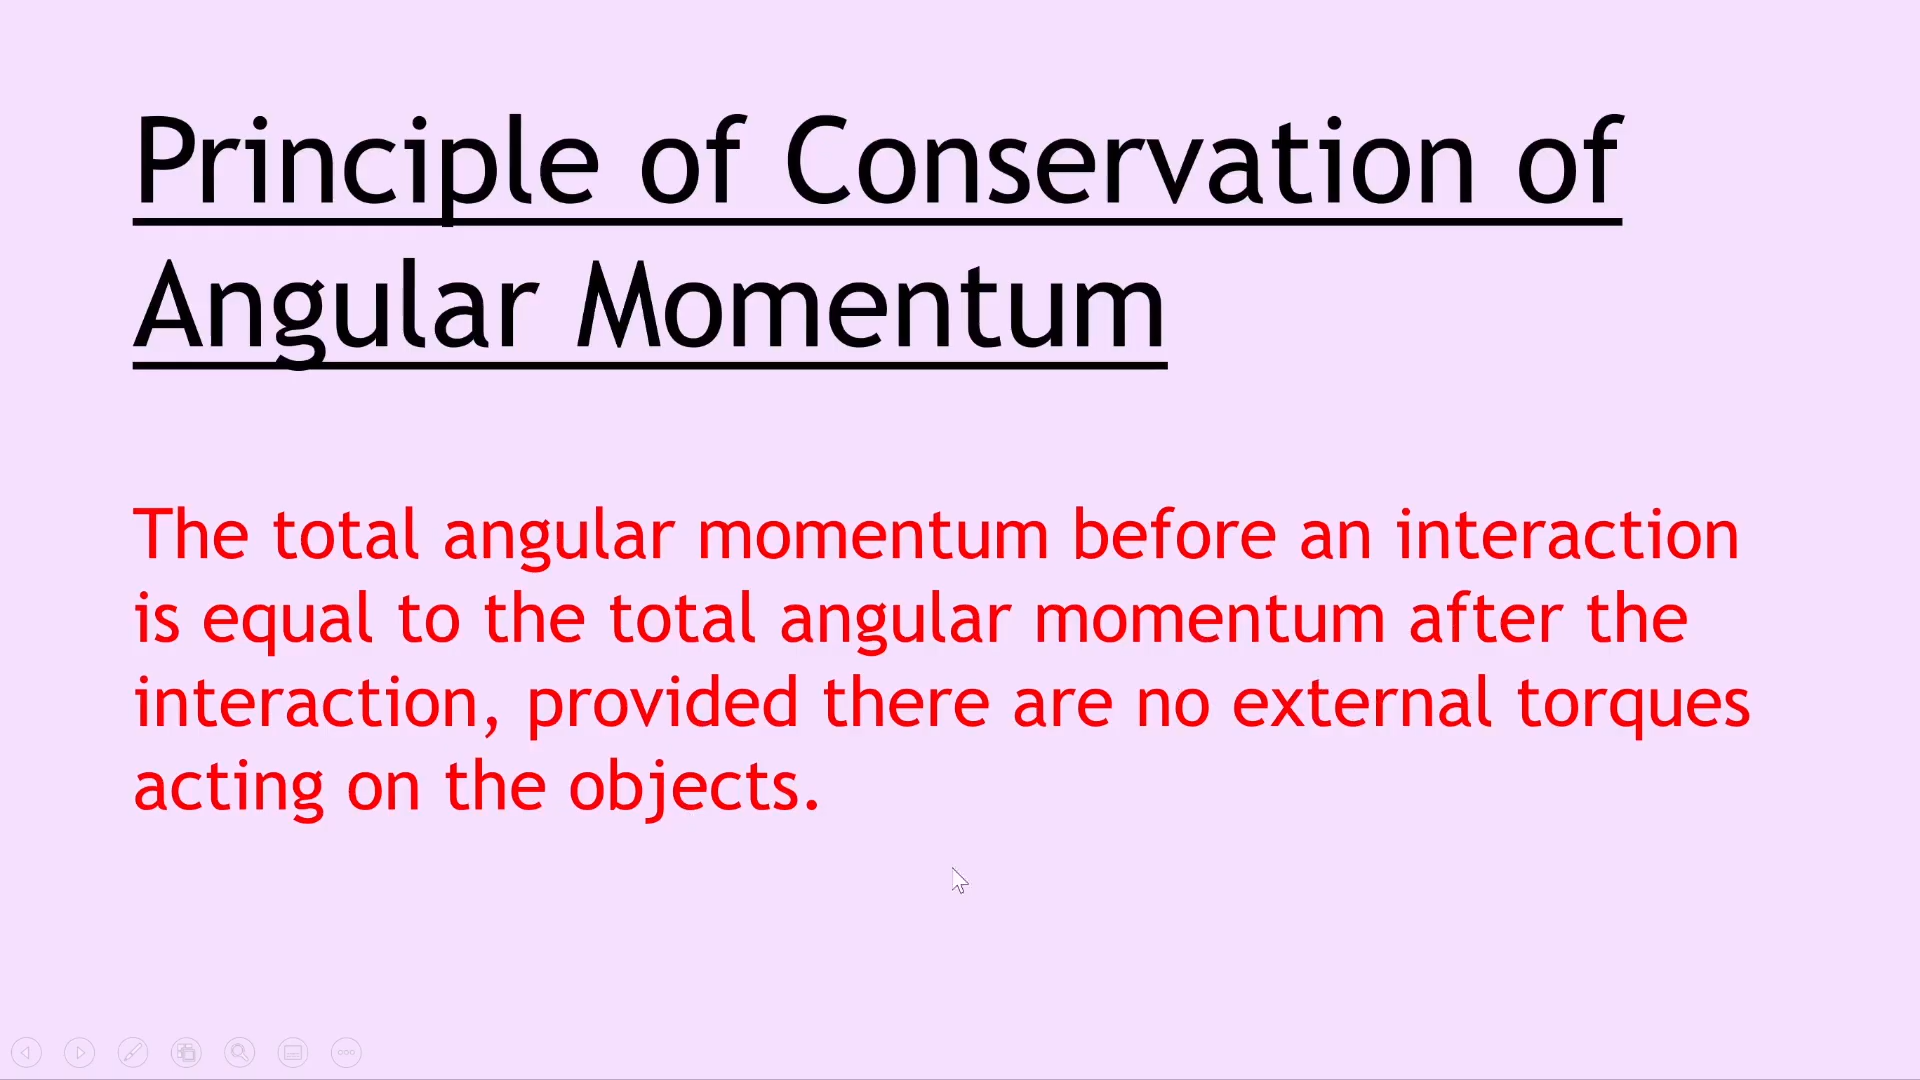 Principle of Conservation of
Angular Momentum
The total angular momentum before an interaction
is equal to the total angular momentum after the
interaction, provided there are no external torques
acting on the objects.